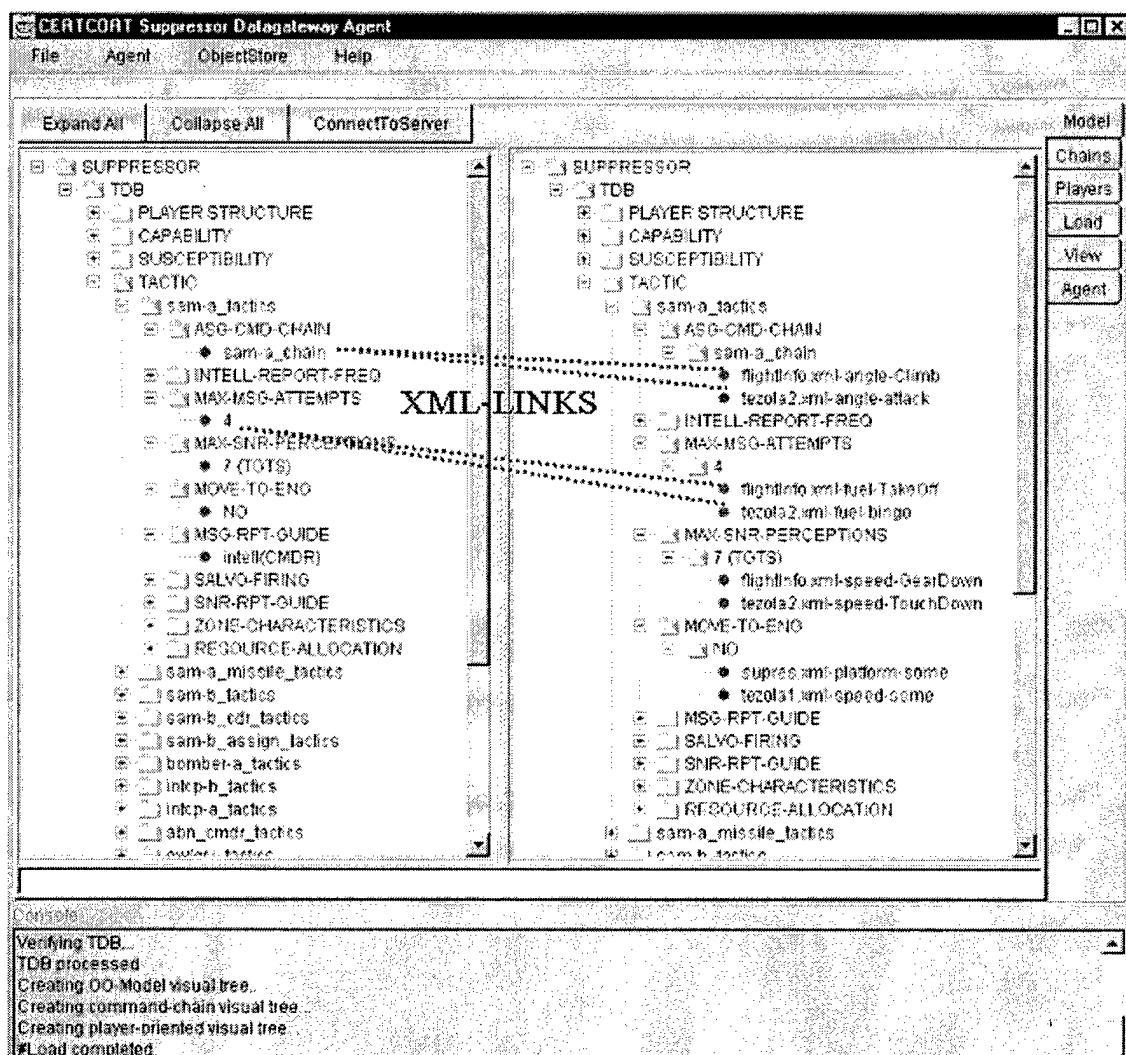 CERTCORT Suppressor Datagateway Agent
File Agent ObjectStore Help
Expand All Collapse All ConnectToServer
Model
Chains
Players
Load
View
Agent
SUPPRESSOR
TDB
PLAYER STRUCTURE
CAPABILITY
SUSCEPTIBILITY
TACTIC
sam-a_tactics
ASG-CMD-CHAIN
sam-a_chain
INTELL-REPORT-FREQ
MAX-MSG-ATTEMPTS
4
MAX-SNR-PERCEPTIONS
7 (TGTS)
MOVE-TO-ENG
NO
MSG-RPT-GUIDE
intell(CMDR)
SALVO-FIRING
SNR-RPT-GUIDE
ZONE-CHARACTERISTICS
RESOURCE-ALLOCATION
sam-a_missile_tactics
sam-b_tactics
sam-b_cdr_tactics
sam-b_assign_tactics
bomber-a_tactics
intcp-b_tactics
intcp-a_tactics
abn_cmdr_tactics
XML-LINKS
SUPPRESSOR
TDB
PLAYER STRUCTURE
CAPABILITY
SUSCEPTIBILITY
TACTIC
sam-a_tactics
ASG-CMD-CHAIN
sam-a_chain
flightinfo.xml-angle-Climb
tezola2.xml-angle-attack
INTELL-REPORT-FREQ
MAX-MSG-ATTEMPTS
4
flightinfo.xml-fuel-TakeOff
tezola2.xml-fuel-bingo
MAX-SNR-PERCEPTIONS
7 (TGTS)
flightinfo.xml-speed-GearDown
tezola2.xml-speed-TouchDown
MOVE-TO-ENG
NO
supres.xml-platform-some
tezola1.xml-speed-some
MSG-RPT-GUIDE
SALVO-FIRING
SNR-RPT-GUIDE
ZONE-CHARACTERISTICS
RESOURCE-ALLOCATION
sam-a_missile_tactics
sam-b_tactics
Console
Verifying TDB...
TDB processed
Creating OO-Model visual tree..
Creating command-chain visual tree...
Creating player-oriented visual tree...
#Load completed.